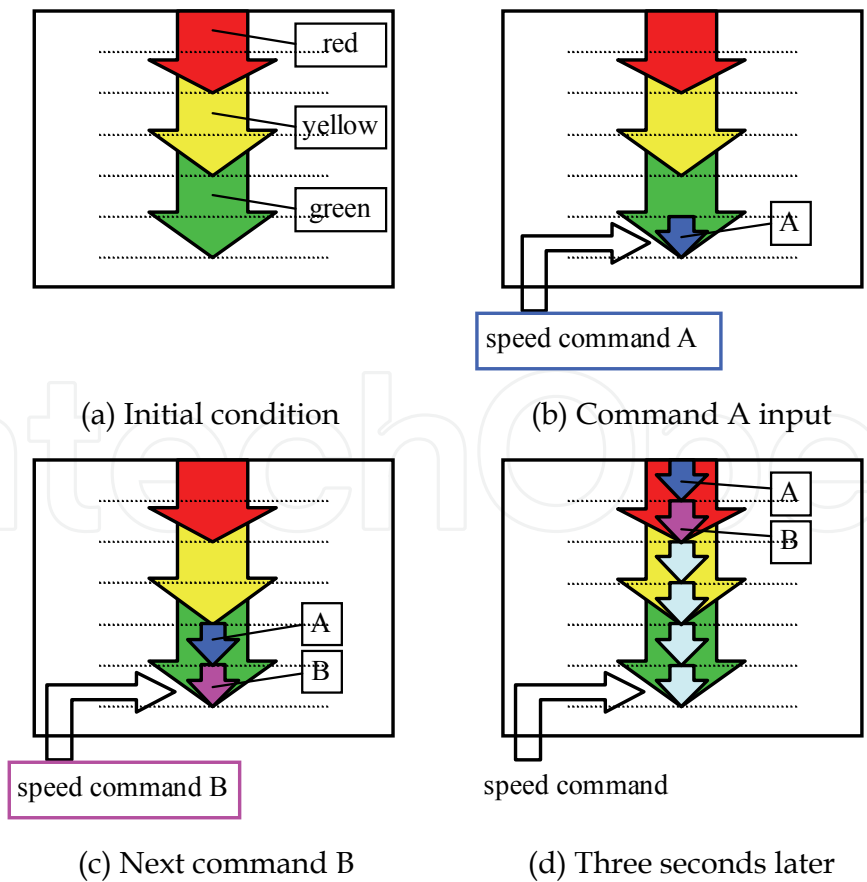 red
yellow
green
A
speed command A
(a) Initial condition
(b) Command A input
A
B
speed command B
A
B
speed command
(c) Next command B
(d) Three seconds later